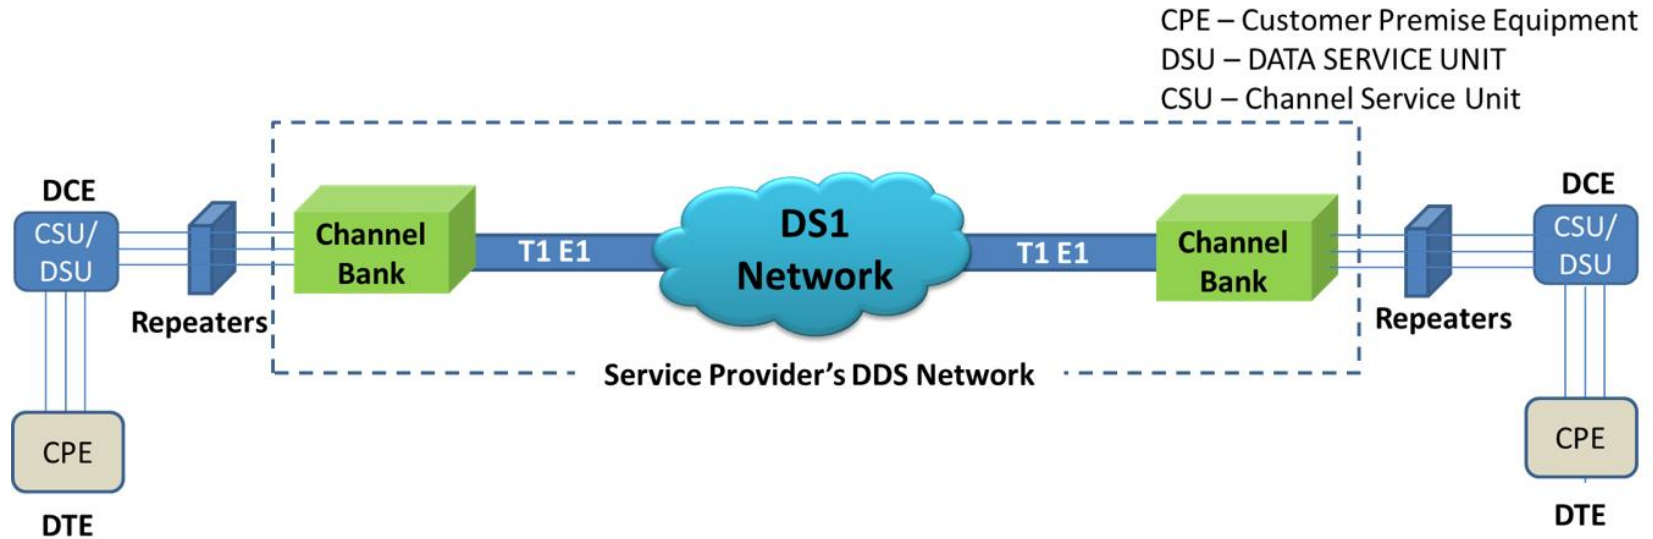 CPE – Customer Premise Equipment
DSU – DATA SERVICE UNIT
CSU – Channel Service Unit
DCE
CSU/
DSU
Repeaters
CPE
DTE
Channel
Bank
T1 E1
DS1
Network
T1 E1
Channel
Bank
Service Provider’s DDS Network
DCE
CSU/
DSU
Repeaters
CPE
DTE